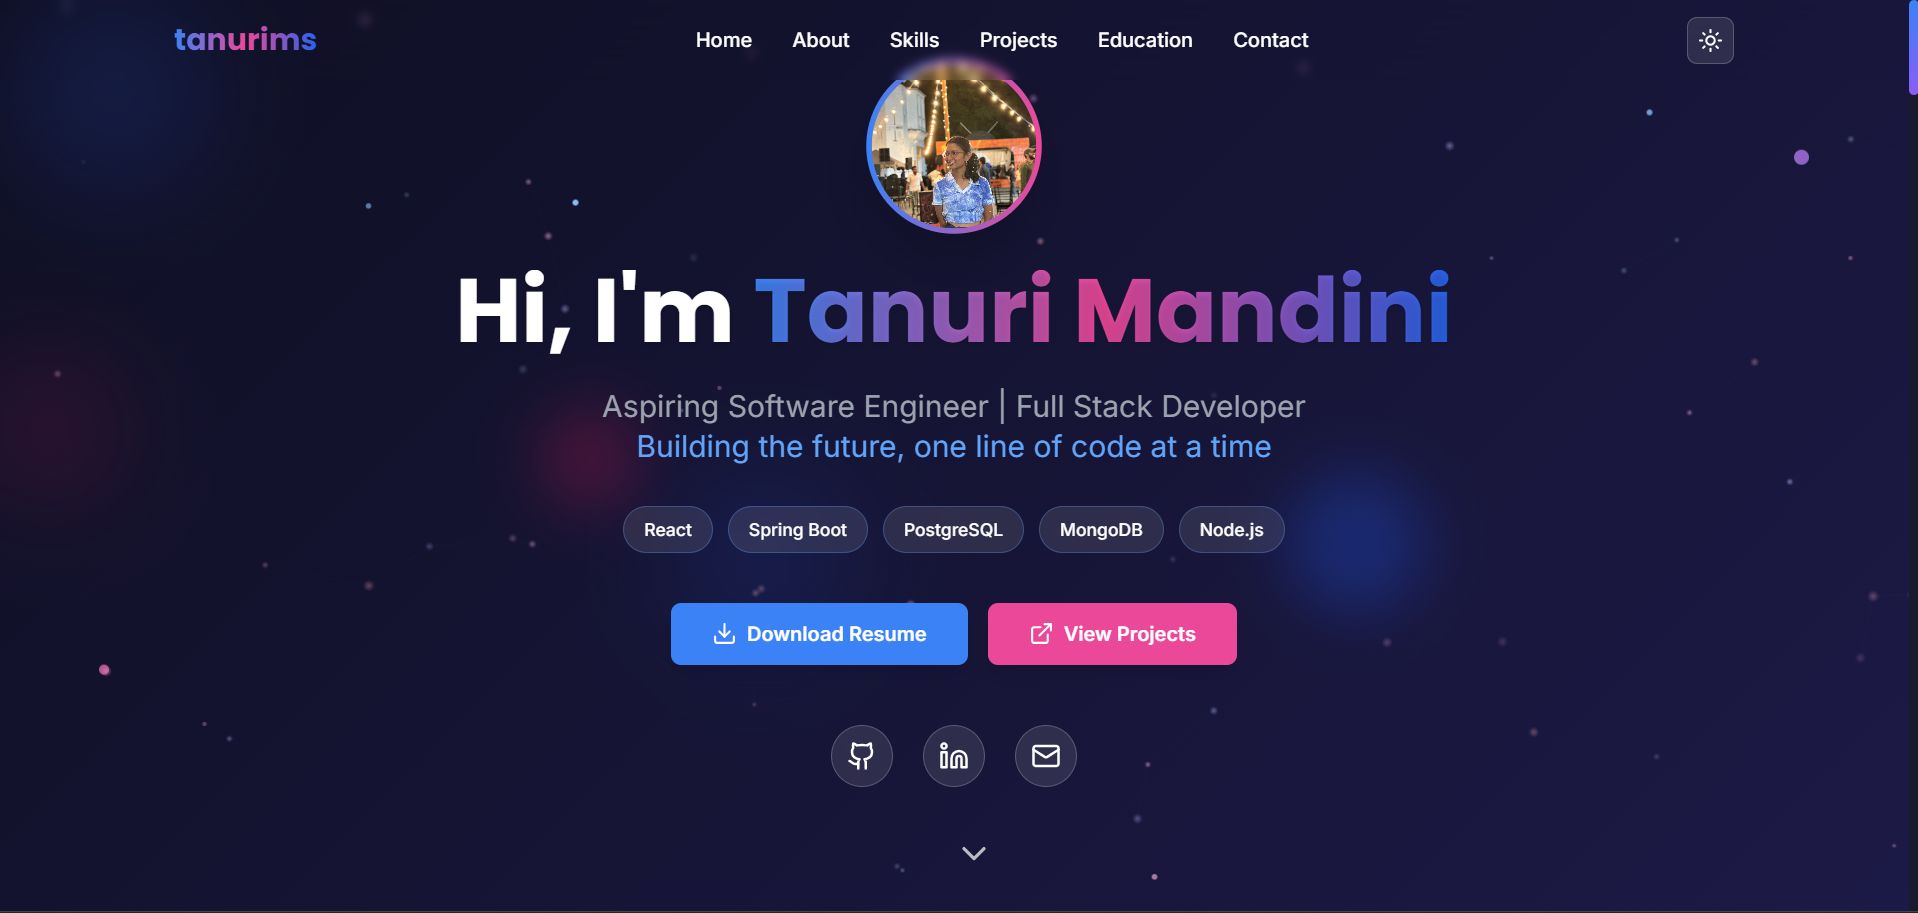 tanurims
Home About Skills Projects Education Contact
Hi, I'm Tanuri Mandini
Aspiring Software Engineer | Full Stack Developer
Building the future, one line of code at a time
React Spring Boot PostgreSQL MongoDB Node.js
Download Resume View Projects